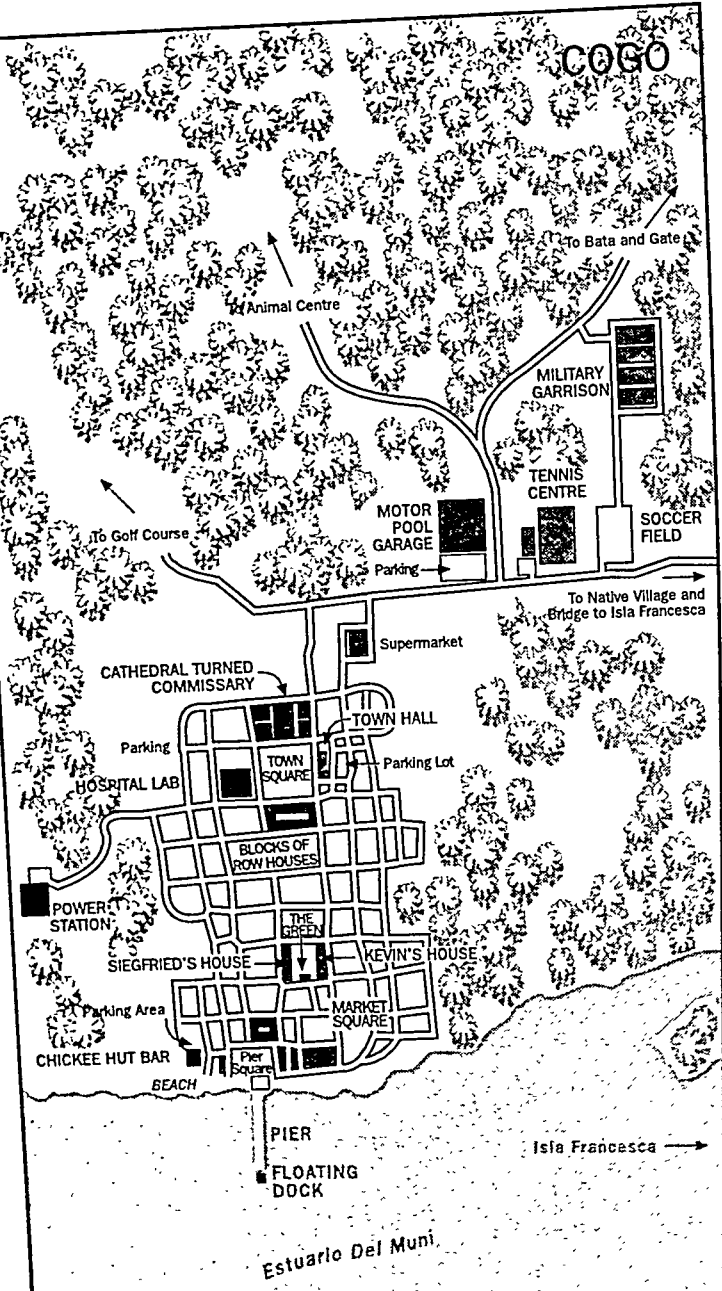 COGO
To Bata and Gate
Animal Centre
MILITARY
GARRISON
TENNIS
CENTRE
MOTOR
POOL
GARAGE
SOCCER
FIELD
To Golf Course
Parking
To Native Village and
Bridge to Isla Francesca
Supermarket
CATHEDRAL TURNED
COMMISSARY
TOWN HALL
Parking
TOWN
SQUARE
Parking Lot
HOSPITAL LAB
BLOCKS OF
ROW HOUSES
POWER
STATION
THE
GREEN
SIEGFRIED'S HOUSE
KEVIN'S HOUSE
Parking Area
MARKET
SQUARE
CHICKEE HUT BAR
Pier
Square
BEACH
PIER
Isla Francesca
FLOATING
DOCK
Estuario Del Muni